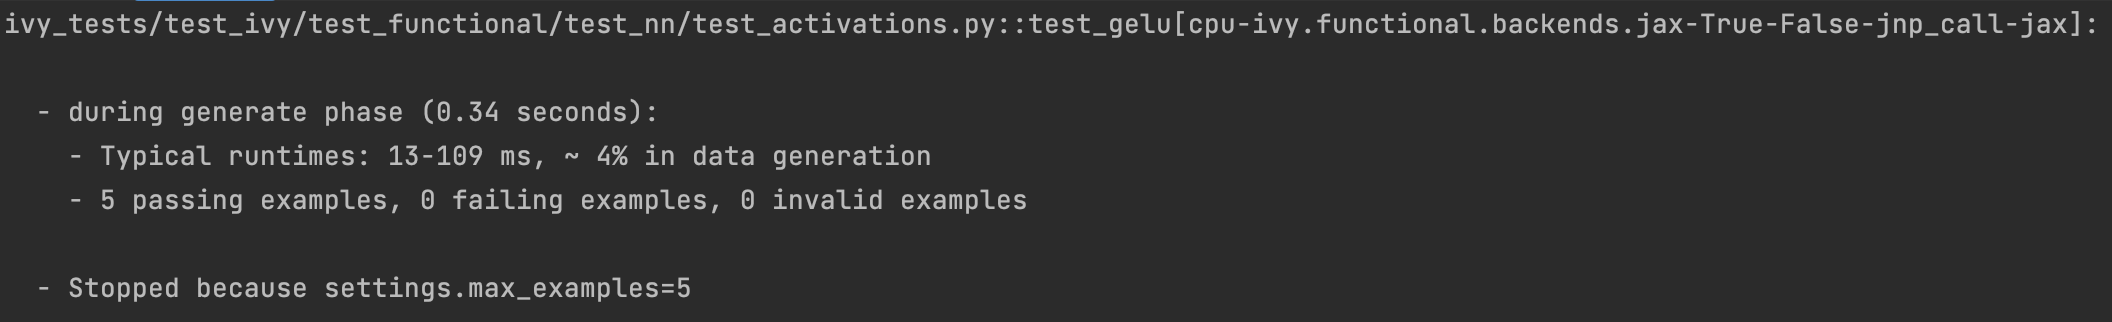 ivy_tests/test_ivy/test_functional/test_nn/test_activations.py::test_gelu[cpu-ivy.functional.backends.jax-True-False-jnp_call-jax]:
- during generate phase (0.34 seconds):
- Typical runtimes: 13-109 ms, ~ 4% in data generation
- 5 passing examples, 0 failing examples, 0 invalid examples
- Stopped because settings.max_examples=5